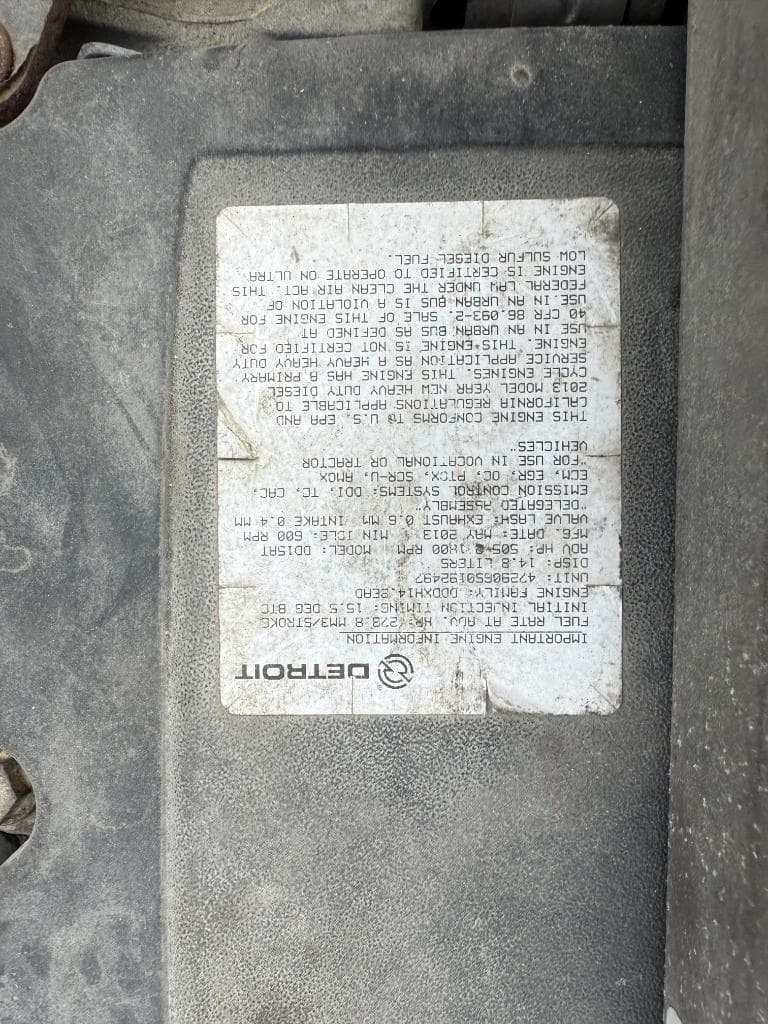 DETROIT
IMPORTANT ENGINE INFORMATION
FUEL RATE AT ADV. HP: 273.8 MM3/STROKE
INITIAL INJECTION TIMING: 15.5 DEG BTC
ENGINE FAMILY: DDDXH14.8EAD
UNIT: 472906S0192497
DISP: 14.8 LITERS
ADV HP: 505 @ 1800 RPM MODEL: DD15AT
MFG. DATE: MAY 2013 MIN IDLE: 600 RPM
VALVE LASH: EXHAUST 0.6 MM INTAKE 0.4 MM
"DELEGATED ASSEMBLY"
EMISSION CONTROL SYSTEMS: DDI, TC, CAC,
ECM, EGR, OC, PTOX, SCR-U, AMOX
"FOR USE IN VOCATIONAL OR TRACTOR
VEHICLES"
THIS ENGINE CONFORMS TO U.S. EPA AND
CALIFORNIA REGULATIONS APPLICABLE TO
2013 MODEL YEAR NEW HEAVY DUTY DIESEL
CYCLE ENGINES. THIS ENGINE HAS A PRIMARY
SERVICE APPLICATION AS A HEAVY HEAVY DUTY
ENGINE. THIS ENGINE IS NOT CERTIFIED FOR
USE IN AN URBAN BUS AS DEFINED AT
40 CFR 86.093-2. SALE OF THIS ENGINE FOR
USE IN AN URBAN BUS IS A VIOLATION OF
FEDERAL LAW UNDER THE CLEAN AIR ACT. THIS
ENGINE IS CERTIFIED TO OPERATE ON ULTRA
LOW SULFUR DIESEL FUEL.